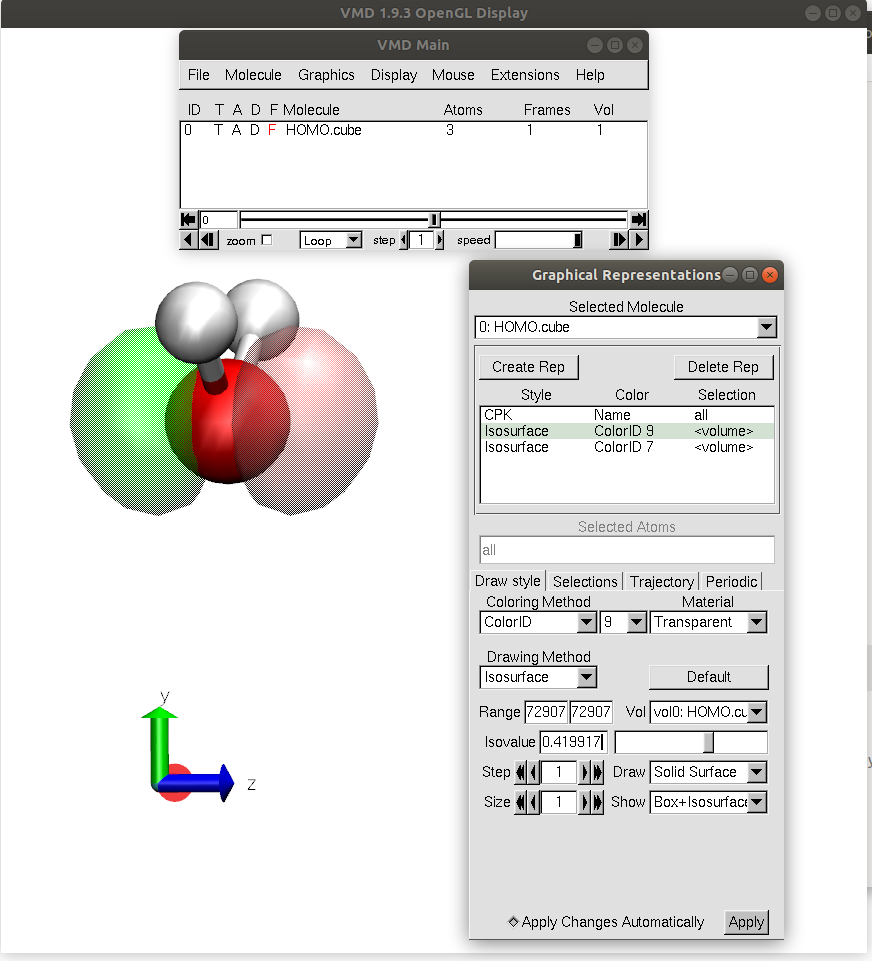 VMD 1.9.3 OpenGL Display
VMD Main
File Molecule Graphics Display Mouse Extensions Help
ID T A D F Molecule Atoms Frames Vol
0 T A D F HOMO.cube 3 1 1
0
zoom Loop step 1 speed
Graphical Representations
Selected Molecule
0: HOMO.cube
Create Rep Delete Rep
Style Color Selection
CPK Name all
Isosurface ColorID 9 <volume>
Isosurface ColorID 7 <volume>
Selected Atoms
all
Draw style Selections Trajectory Periodic
Coloring Method Material
ColorID 9 Transparent
Drawing Method
Isosurface Default
Range 72907 72907 Vol vol0: HOMO.cu
Isovalue 0.419917
Step 1 Draw Solid Surface
Size 1 Show Box+Isosurface
Apply Changes Automatically Apply
y
z